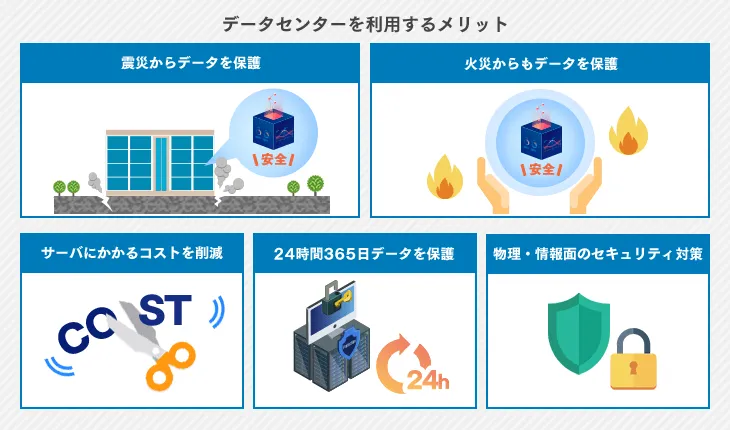 データセンターを利用するメリット
震災からデータを保護
火災からもデータを保護
\安全/
\安全/
サーバにかかるコストを削減
24時間365日データを保護
物理・情報面のセキュリティ対策
COST
24h